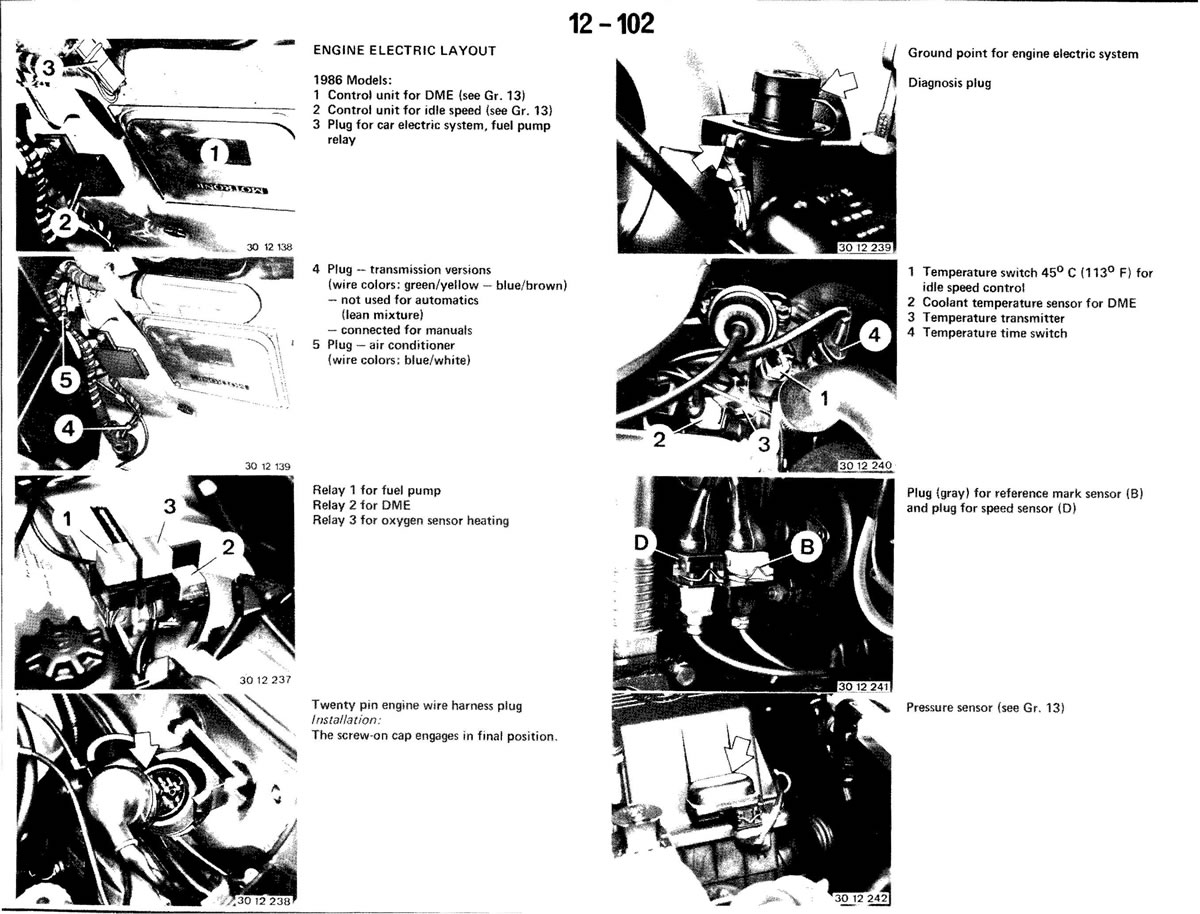 12 – 102
3
1
MOTRONIC
2
30 12 138
ENGINE ELECTRIC LAYOUT
1986 Models:
1 Control unit for DME (see Gr. 13)
2 Control unit for idle speed (see Gr. 13)
3 Plug for car electric system, fuel pump
relay
5
4
MOTRONIC
30 12 139
4 Plug — transmission versions
(wire colors: green/yellow — blue/brown)
— not used for automatics
(lean mixture)
— connected for manuals
5 Plug — air conditioner
(wire colors: blue/white)
1
3
2
30 12 237
Relay 1 for fuel pump
Relay 2 for DME
Relay 3 for oxygen sensor heating
30 12 238
Twenty pin engine wire harness plug
Installation:
The screw-on cap engages in final position.
30 12 239
Ground point for engine electric system
Diagnosis plug
4
1
2
3
30 12 240
1 Temperature switch 45° C (113° F) for
idle speed control
2 Coolant temperature sensor for DME
3 Temperature transmitter
4 Temperature time switch
D
B
30 12 241
Plug (gray) for reference mark sensor (B)
and plug for speed sensor (D)
30 12 242
Pressure sensor (see Gr. 13)